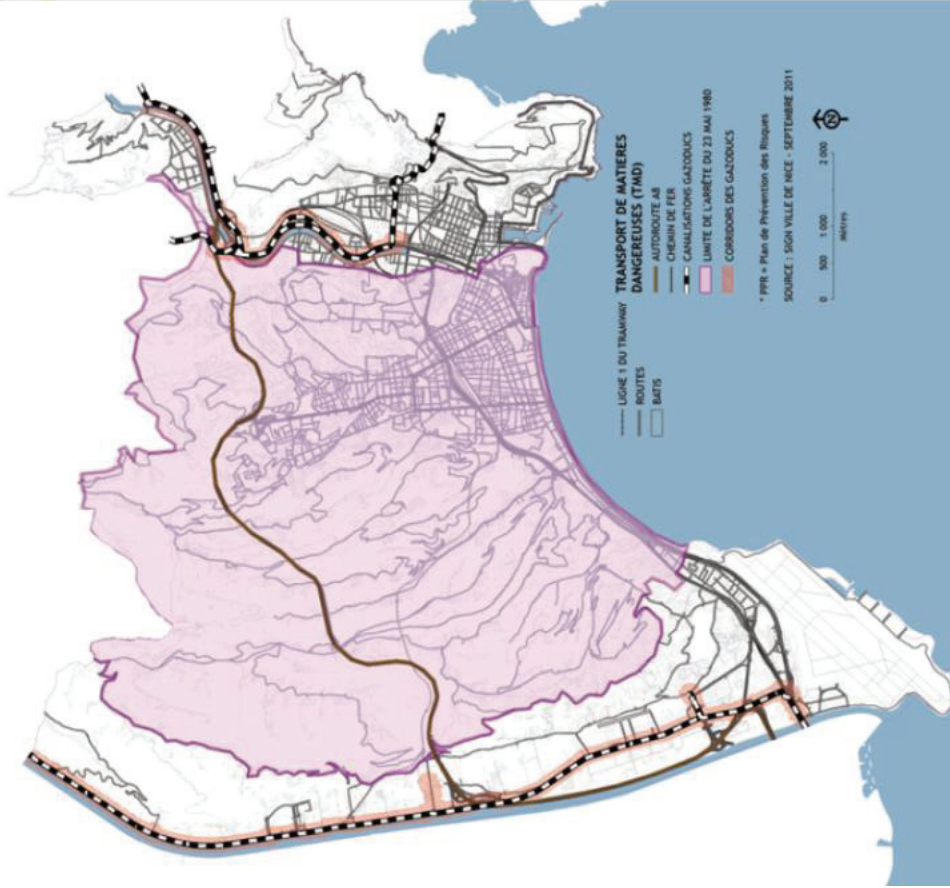 LIGNE 1 DU TRAMWAY
ROUTES
BATIS
TRANSPORT DE MATIERES
DANGEREUSES (TMD)
AUTOROUTE A8
CHEMIN DE FER
CANALISATIONS GAZODUCS
LIMITE DE L'ARRÊTE DU 23 MAI 1980
CORRIDORS DES GAZODUCS
* PPR = Plan de Prévention des Risques
SOURCE : SIGN VILLE DE NICE - SEPTEMBRE 2011
0 500 1 000 2 000
mètres
N